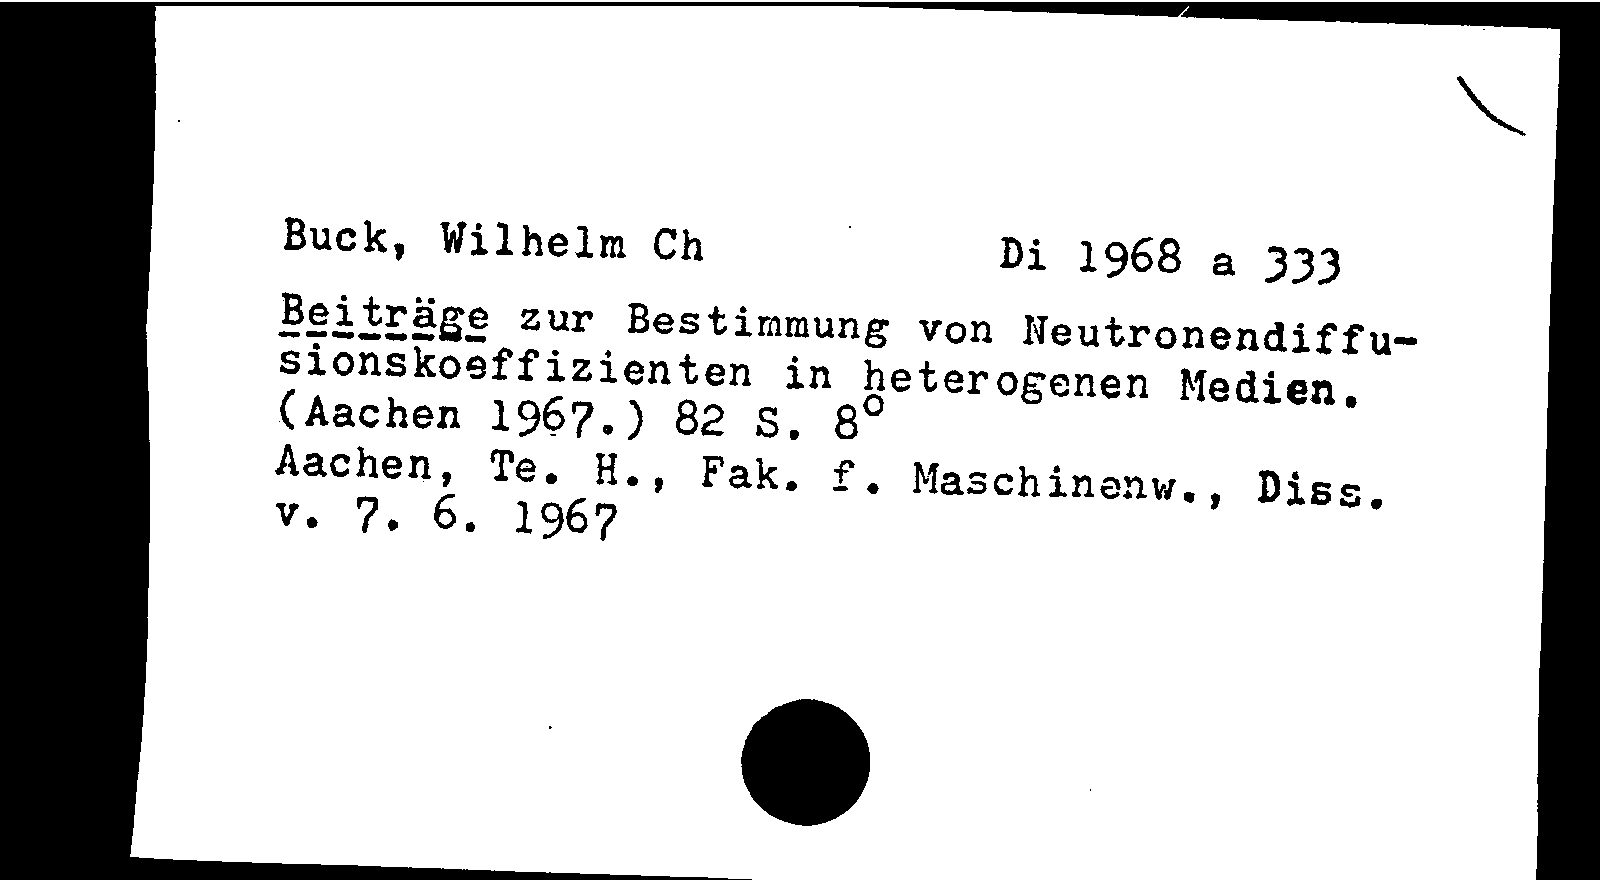 Buck, Wilhelm Ch Di 1968 a 333
Beiträge zur Bestimmung von Neutronendiffu-
sionskoeffizienten in heterogenen Medien.
(Aachen 1967.) 82 S. 8°
Aachen, Te. H., Fak. f. Maschinenw., Diss.
v. 7. 6. 1967